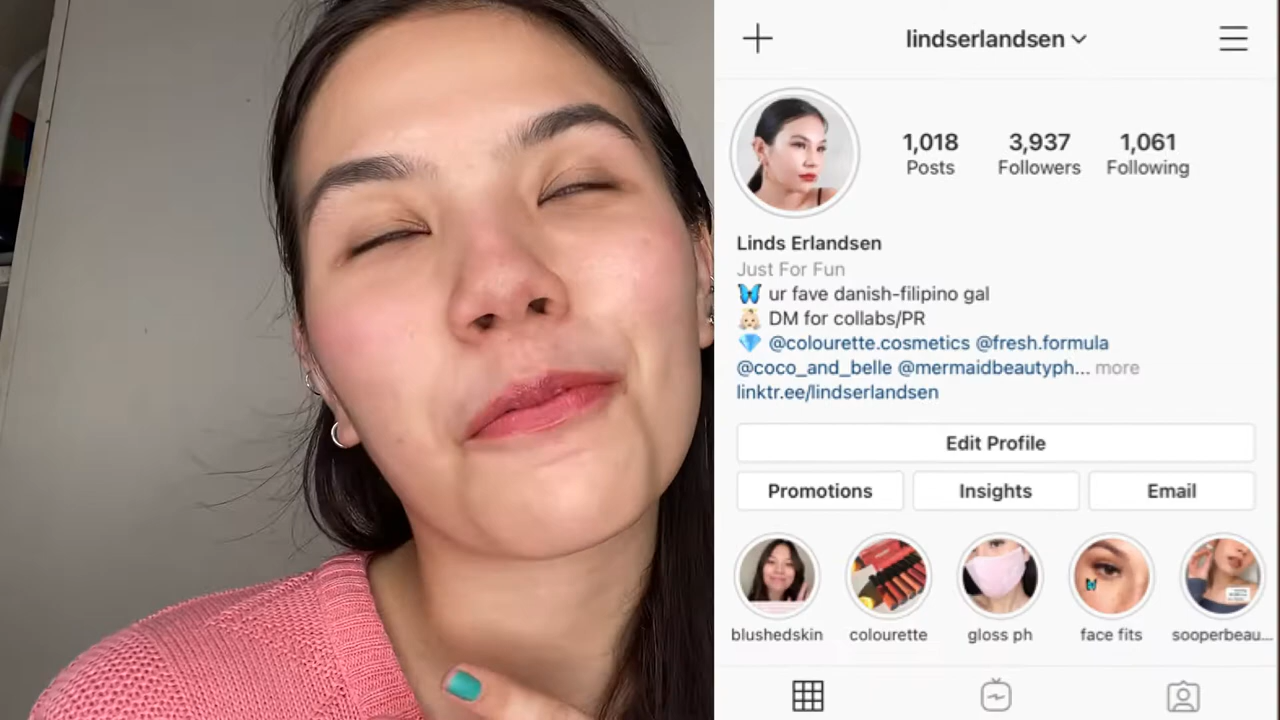 lindserlandsen
1,018 3,937 1,061
Posts Followers Following
Linds Erlandsen
Just For Fun
🦋 ur fave danish-filipino gal
👶🏼 DM for collabs/PR
💎 @colourette.cosmetics @fresh.formula
@coco_and_belle @mermaidbeautyph... more
linktr.ee/lindserlandsen
Edit Profile
Promotions Insights Email
blushedskin colourette gloss ph face fits sooperbeau...